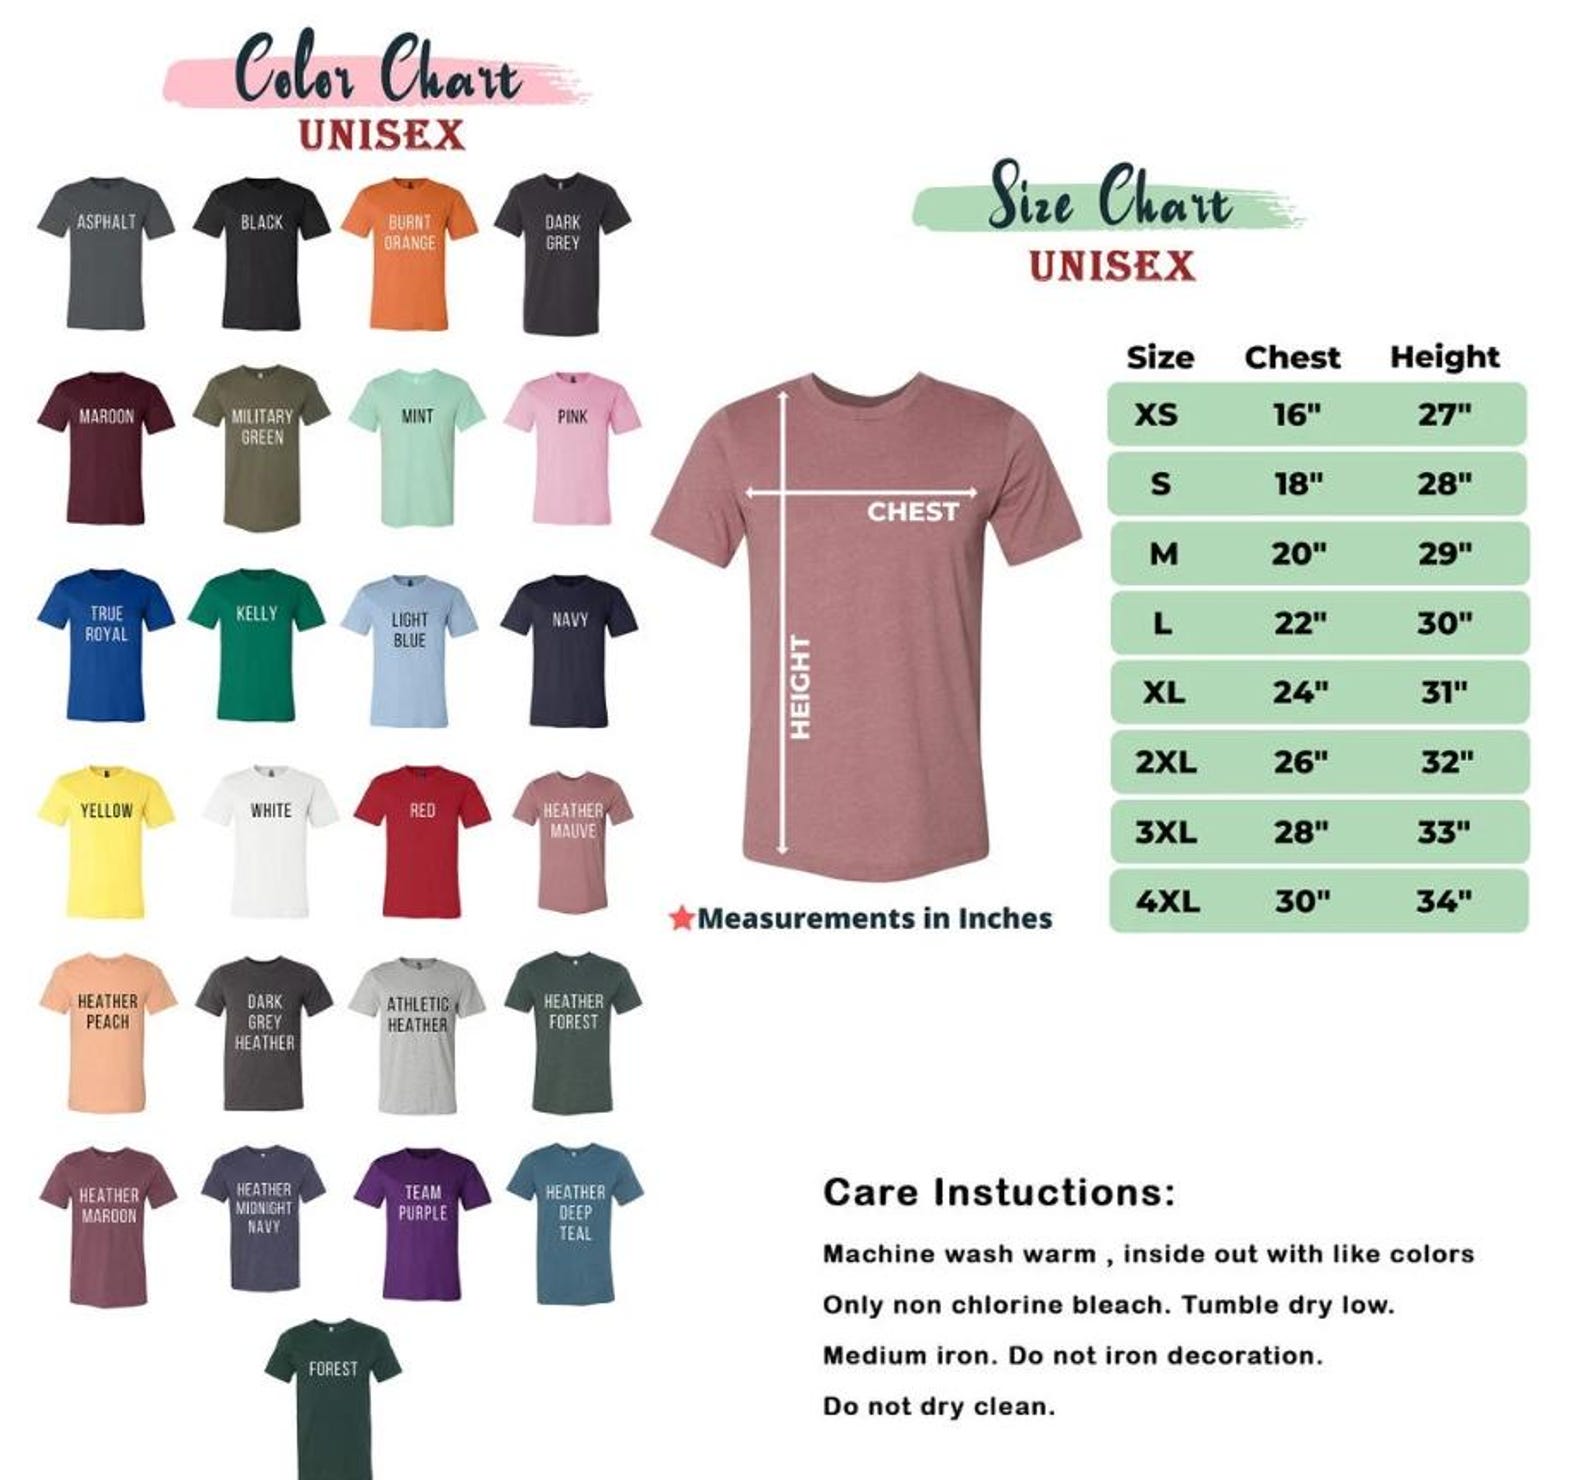 Color Chart
UNISEX
ASPHALT
BLACK
BURNT
ORANGE
DARK
GREY
MAROON
MILITARY
GREEN
MINT
PINK
TRUE
ROYAL
KELLY
LIGHT
BLUE
NAVY
YELLOW
WHITE
RED
HEATHER
MAUVE
HEATHER
PEACH
DARK
GREY
HEATHER
ATHLETIC
HEATHER
HEATHER
FOREST
HEATHER
MAROON
HEATHER
MIDNIGHT
NAVY
TEAM
PURPLE
HEATHER
DEEP
TEAL
FOREST
Size Chart
UNISEX
CHEST
HEIGHT
Measurements in Inches
Size Chest Height
XS 16" 27"
S 18" 28"
M 20" 29"
L 22" 30"
XL 24" 31"
2XL 26" 32"
3XL 28" 33"
4XL 30" 34"
Care Instuctions:
Machine wash warm , inside out with like colors
Only non chlorine bleach. Tumble dry low.
Medium iron. Do not iron decoration.
Do not dry clean.